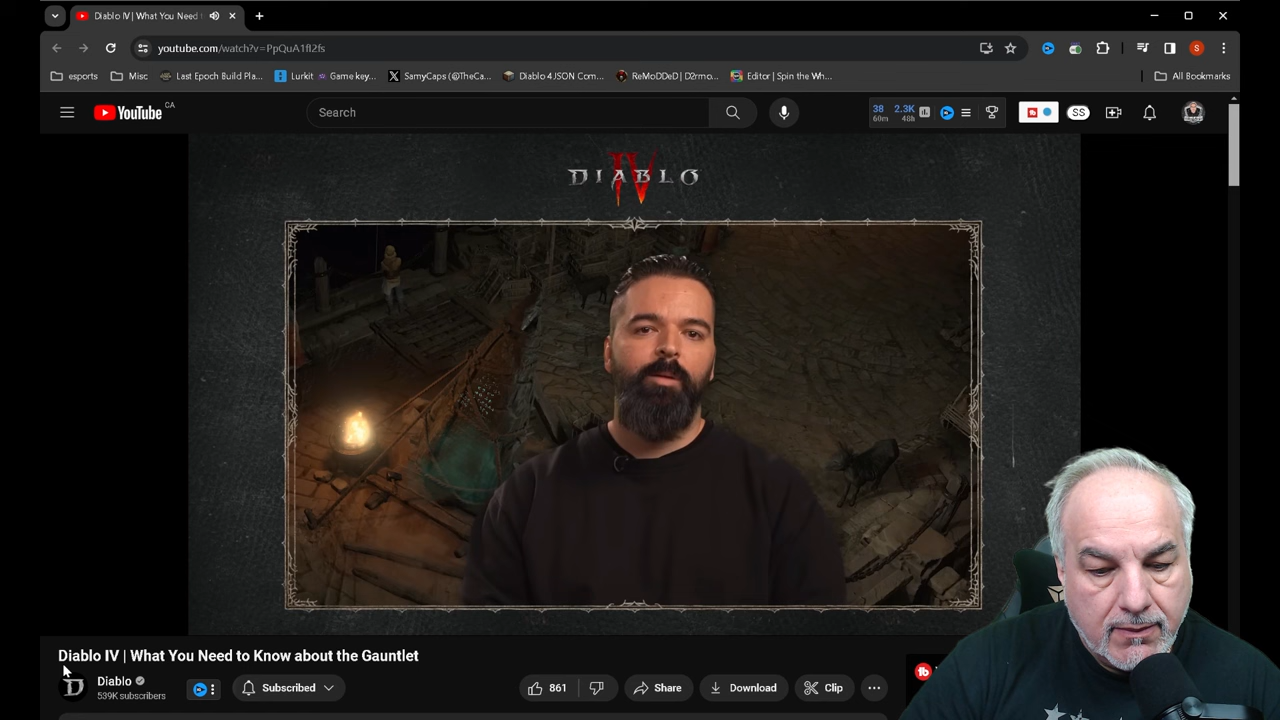 Diablo IV | What You Need
youtube.com/watch?v=PpQuA1fI2fs
S
esports
Misc
Last Epoch Build Pla...
Lurkit
Game key...
SamyCaps (@TheCa...
Diablo 4 JSON Com...
ReMoDDeD | D2rmo...
Editor | Spin the Wh...
All Bookmarks
YouTube CA
Search
38 2.3K
60m 48h
SS
DIABLO IV
Diablo IV | What You Need to Know about the Gauntlet
Diablo
539K subscribers
Subscribed
861
Share
Download
Clip